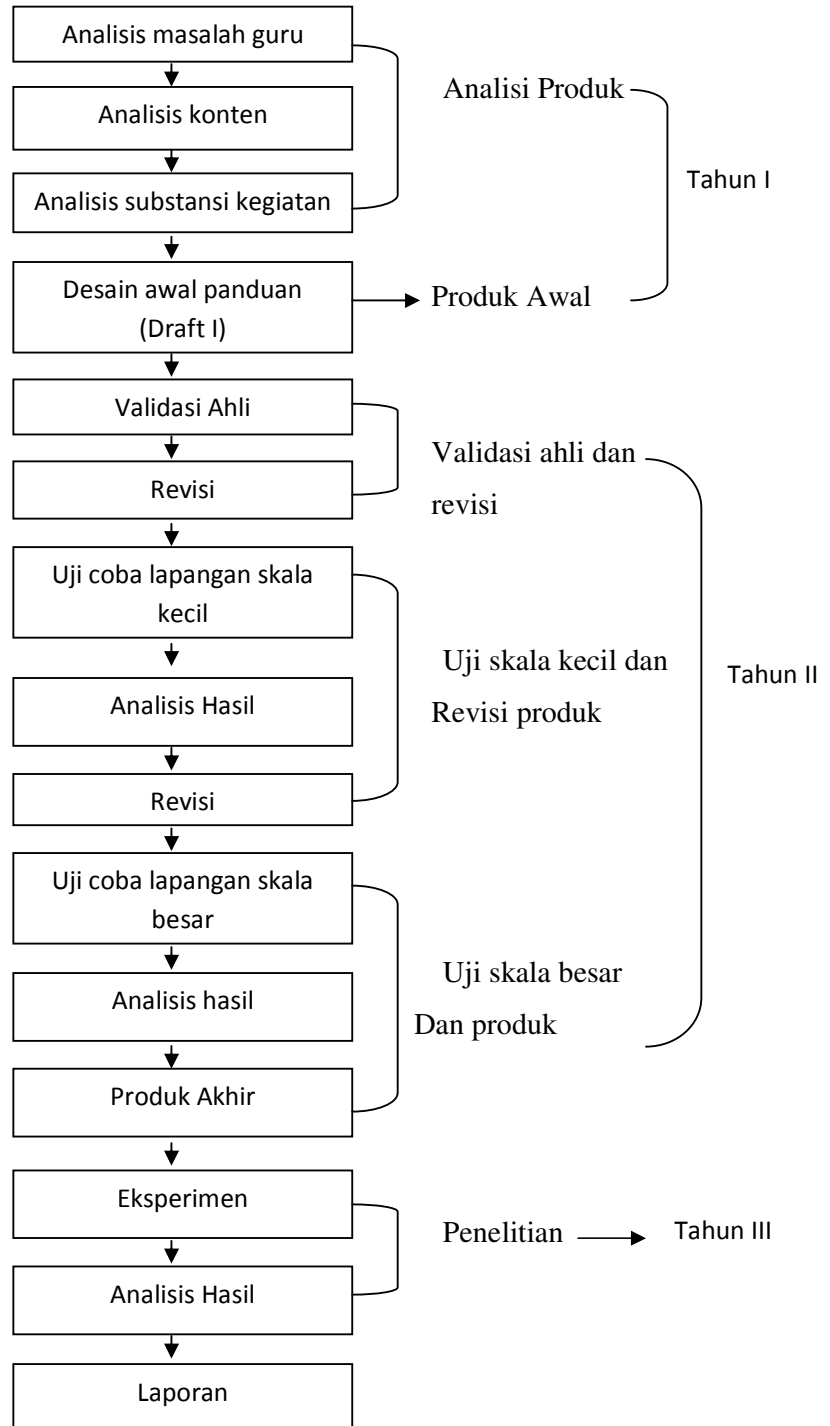 Analisis masalah guru
Analisis konten
Analisis substansi kegiatan
Analisi Produk
Tahun I
Desain awal panduan
(Draft I)
Produk Awal
Validasi Ahli
Revisi
Validasi ahli dan
revisi
Uji coba lapangan skala
kecil
Analisis Hasil
Revisi
Uji skala kecil dan
Revisi produk
Tahun II
Uji coba lapangan skala
besar
Analisis hasil
Produk Akhir
Uji skala besar
Dan produk
Eksperimen
Analisis Hasil
Penelitian
Tahun III
Laporan